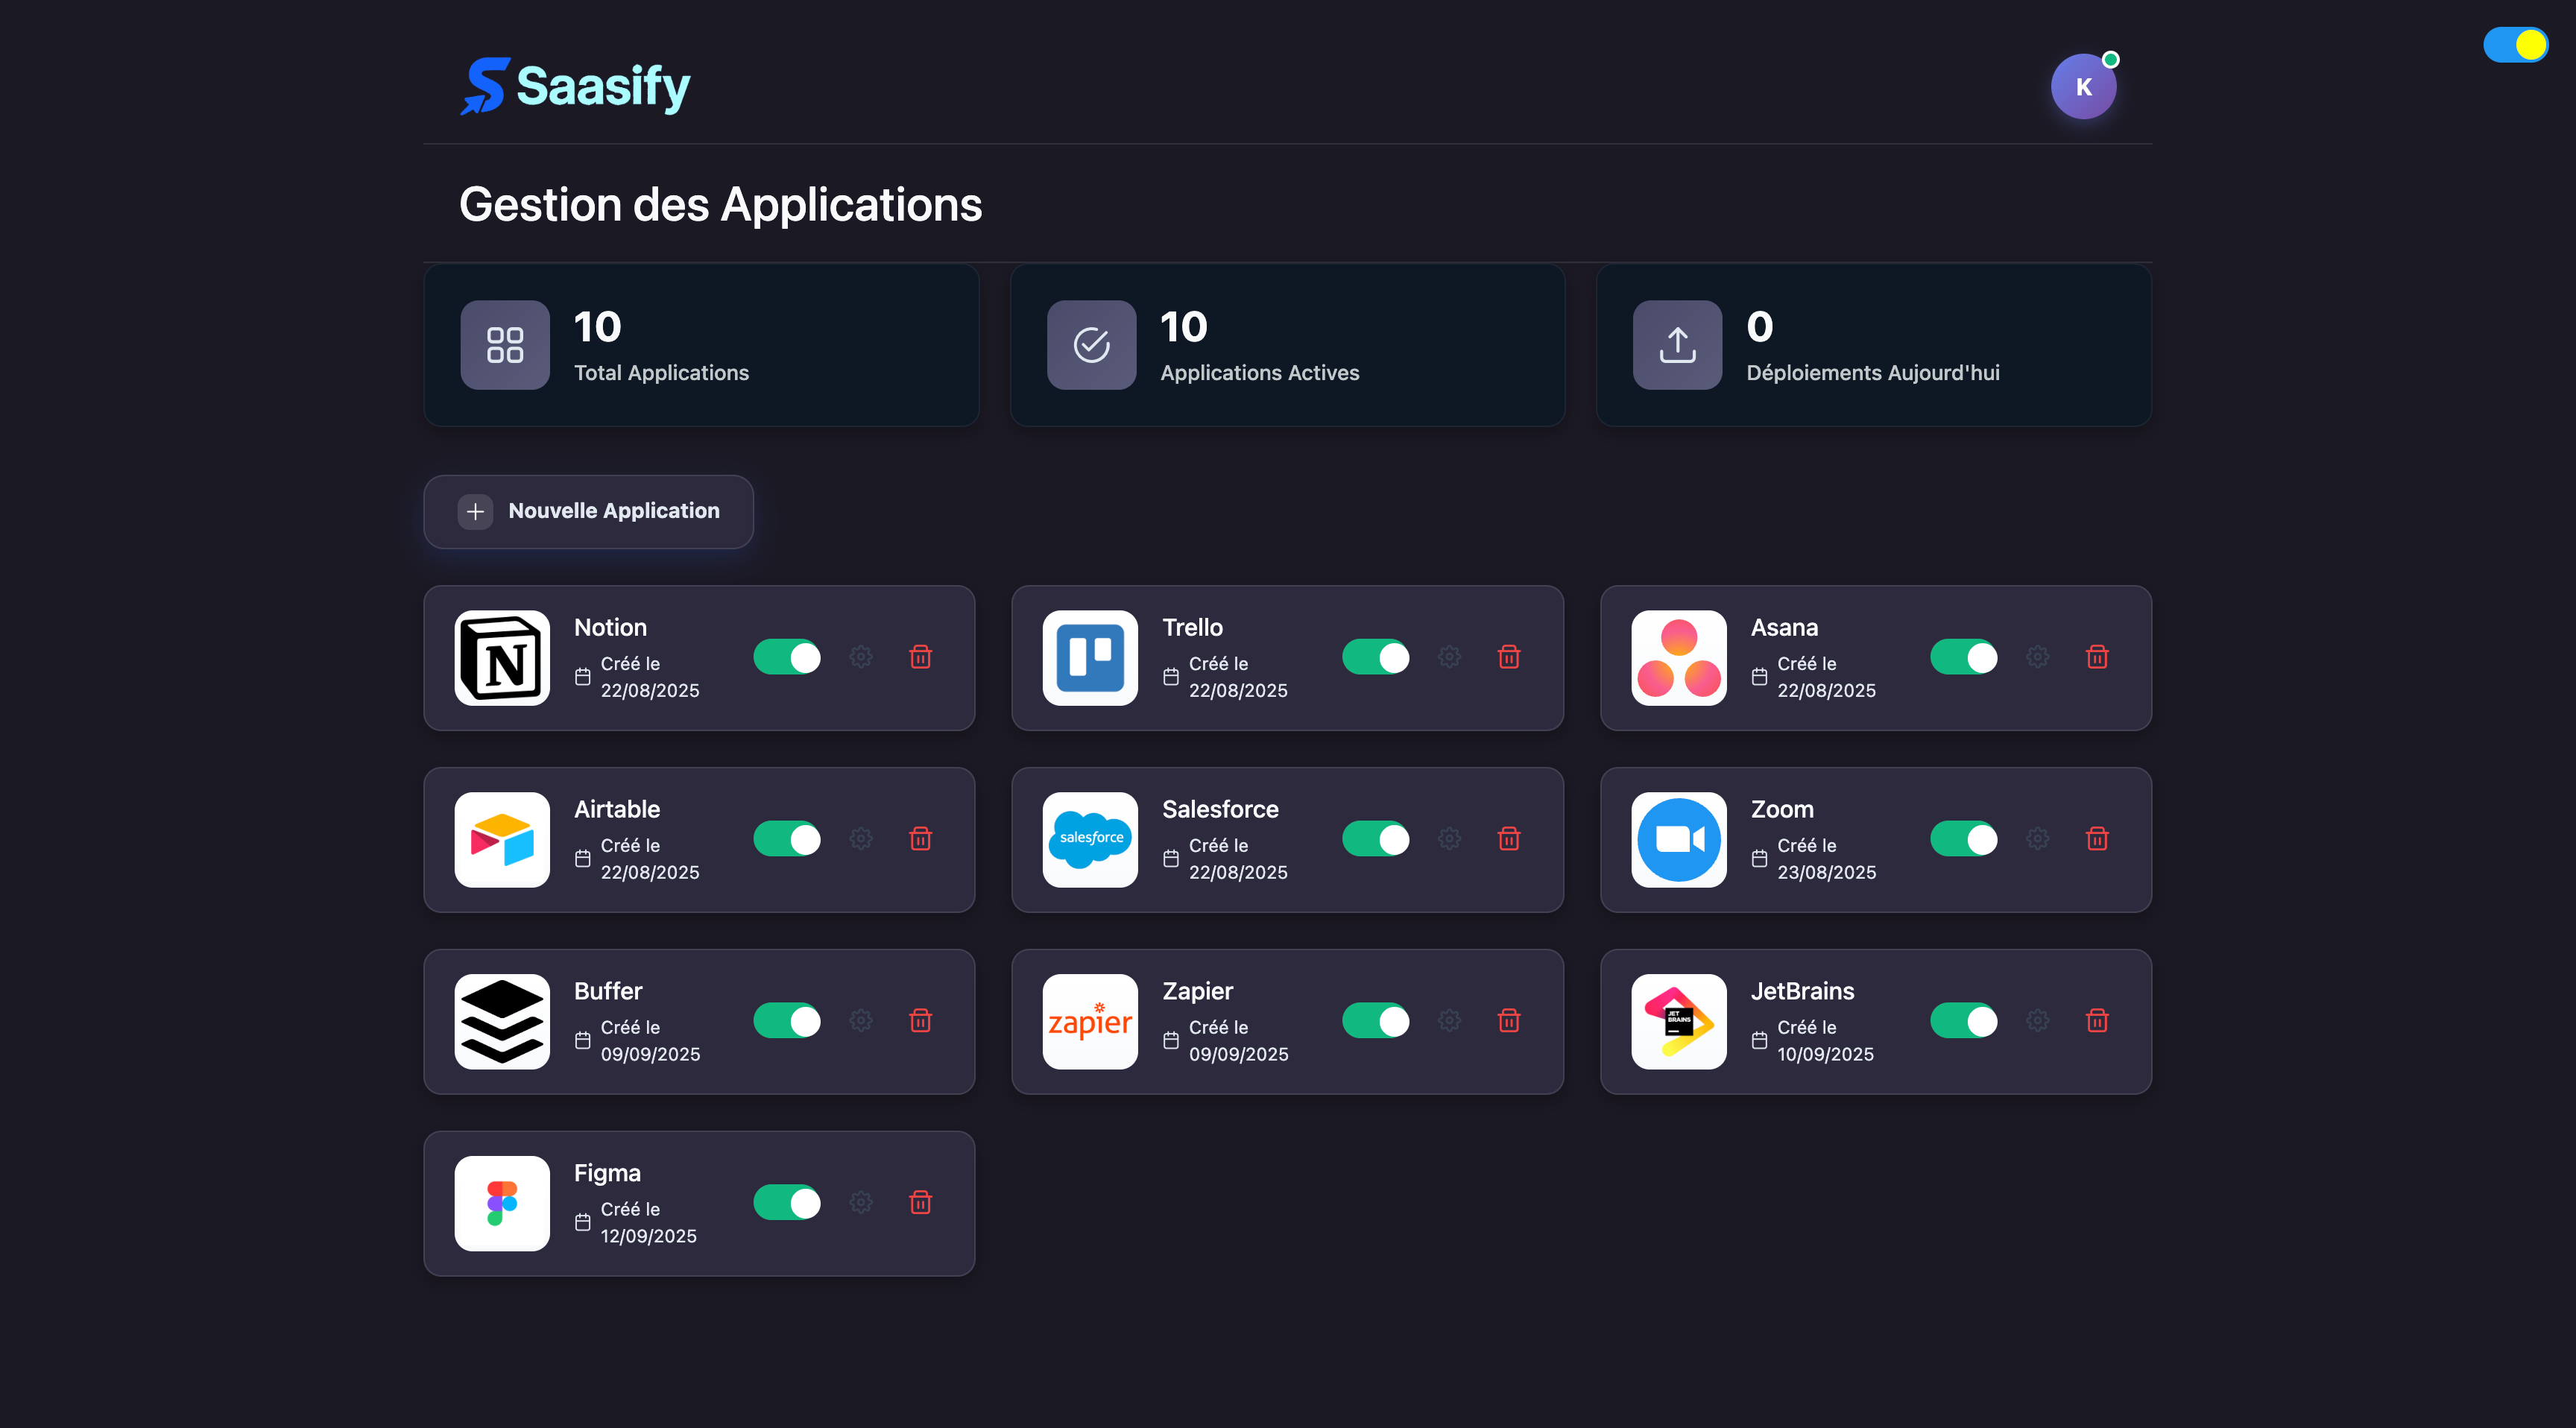 Saasify
K
Gestion des Applications
10
Total Applications
10
Applications Actives
0
Déploiements Aujourd'hui
Nouvelle Application
N
Notion
Créé le
22/08/2025
Trello
Créé le
22/08/2025
Asana
Créé le
22/08/2025
Airtable
Créé le
22/08/2025
salesforce
Salesforce
Créé le
22/08/2025
Zoom
Créé le
23/08/2025
Buffer
Créé le
09/09/2025
zapier
Zapier
Créé le
09/09/2025
JET
BRAINS
JetBrains
Créé le
10/09/2025
Figma
Créé le
12/09/2025